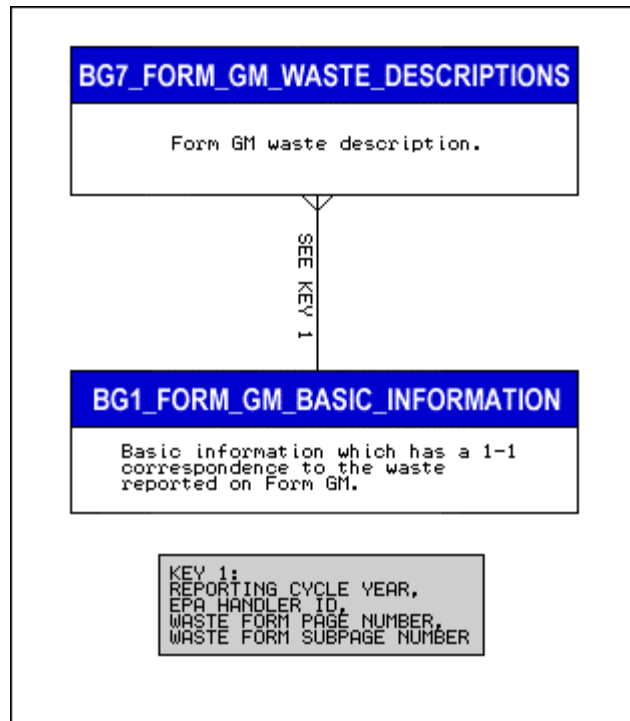 BG7_FORM_GM_WASTE_DESCRIPTIONS
Form GM waste description.
SEE KEY 1
BG1_FORM_GM_BASIC_INFORMATION
Basic information which has a 1-1
correspondence to the waste
reported on Form GM.
KEY 1:
REPORTING CYCLE YEAR,
EPA HANDLER ID,
WASTE FORM PAGE NUMBER,
WASTE FORM SUBPAGE NUMBER